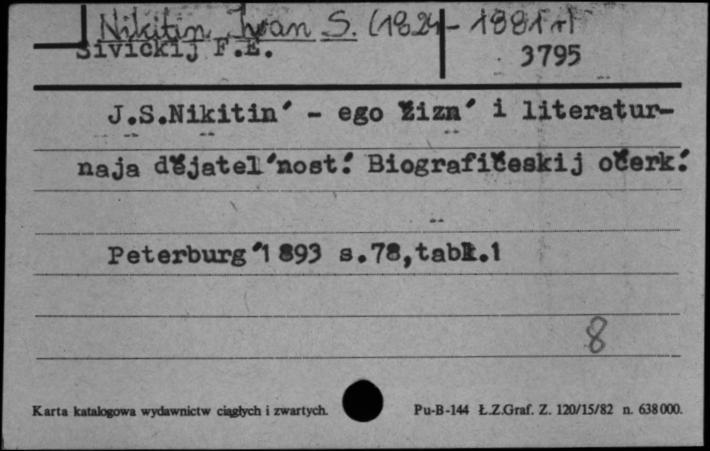 Nikitin, Iwan S. (1824-1881 r)
Sivickij F.E.
3795
J.S.Nikitin´ - ego žizn´ i literatur-
naja dějatel´nost´. Biografičeskij očerk´.
Peterburg´1893 s.78,tabl.1
8
Karta katalogowa wydawnictw ciągłych i zwartych. Pu-B-144 Ł.Z.Graf. Z. 120/15/82 n. 638000.